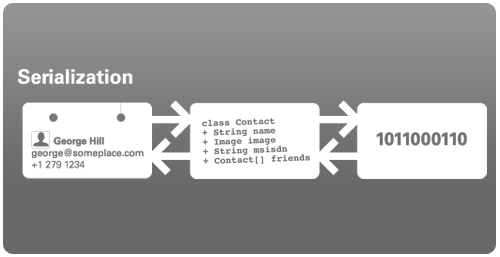 Serialization
George Hill
george@someplace.com
+1 279 1234
class Contact
+ String name
+ Image image
+ String msisdn
+ Contact[] friends
1011000110